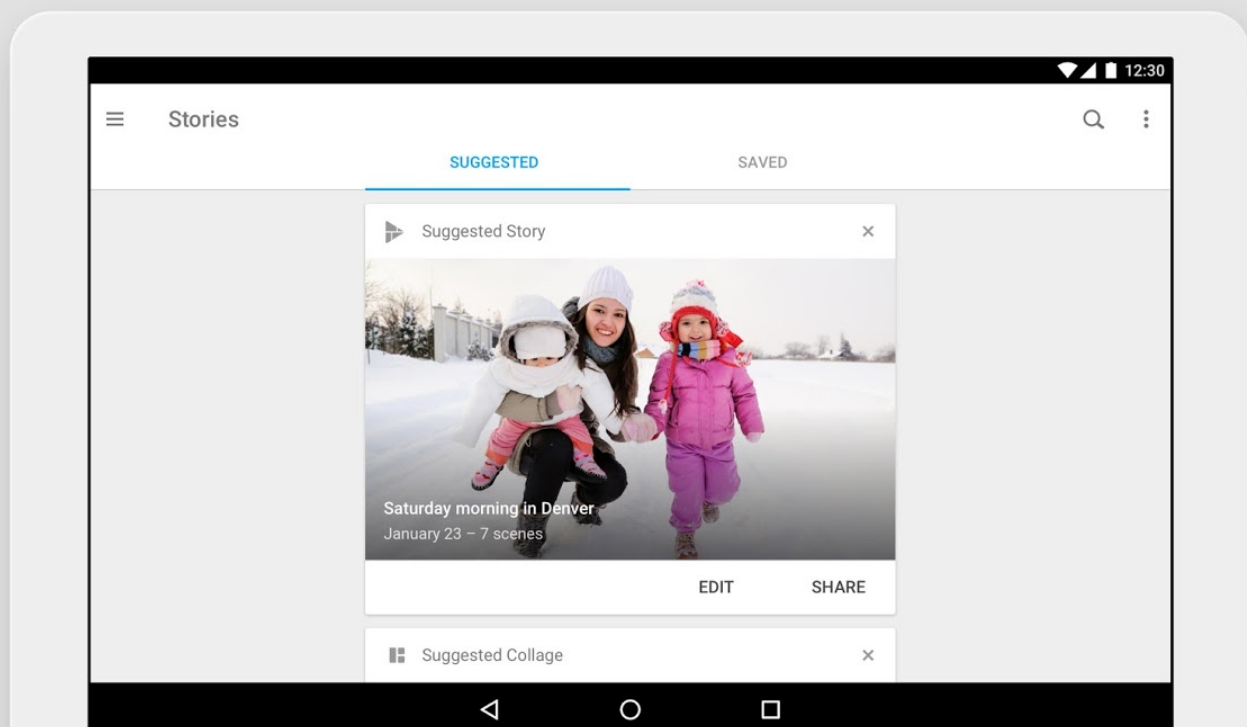 12:30
Stories
SUGGESTED
SAVED
Suggested Story
Saturday morning in Denver
January 23 – 7 scenes
EDIT
SHARE
Suggested Collage